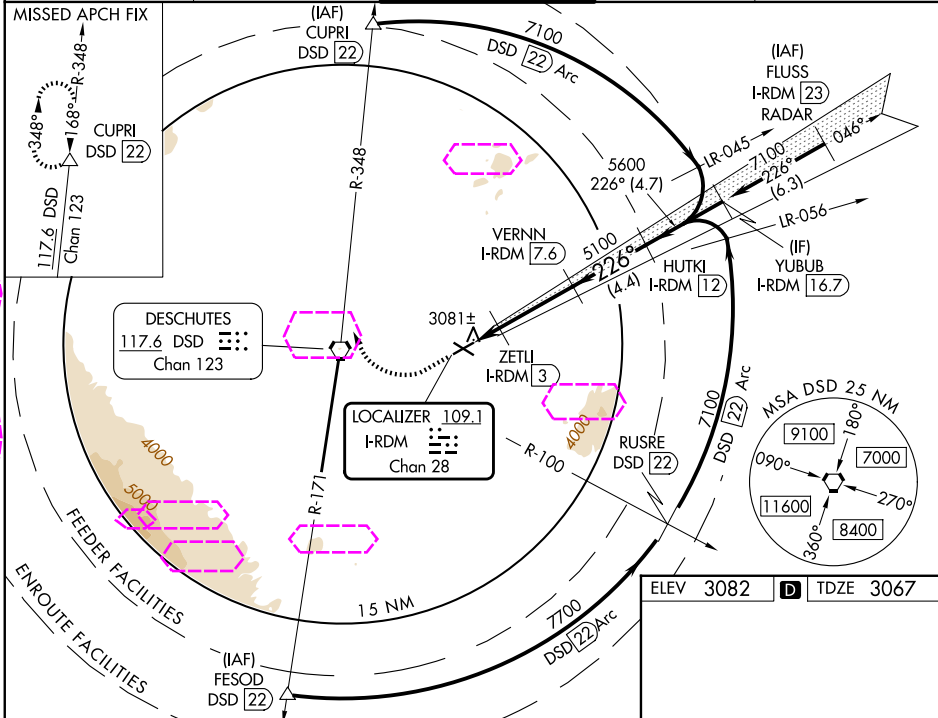 MISSED APCH FIX
R-348
348°
168°
CUPRI
DSD 22
117.6 DSD
Chan 123
(IAF)
CUPRI
DSD 22
7100
DSD 22 Arc
(IAF)
FLUSS
I-RDM 23
RADAR
046°
LR-045
7100
226°
(6.3)
5600
226° (4.7)
LR-056
R-348
VERNN
I-RDM 7.6
5100
226°
(4.4)
HUTKI
I-RDM 12
(IF)
YUBUB
I-RDM 16.7
DESCHUTES
117.6 DSD
Chan 123
3081±
ZETLI
I-RDM 3
LOCALIZER 109.1
I-RDM
Chan 28
4000
R-100
RUSRE
DSD 22
7100
DSD 22 Arc
MSA DSD 25 NM
180°
9100
7000
090°
270°
11600
8400
360°
4000
5000
R-171
FEEDER FACILITIES
ENROUTE FACILITIES
15 NM
7700
DSD 22 Arc
(IAF)
FESOD
DSD 22
ELEV 3082 D TDZE 3067